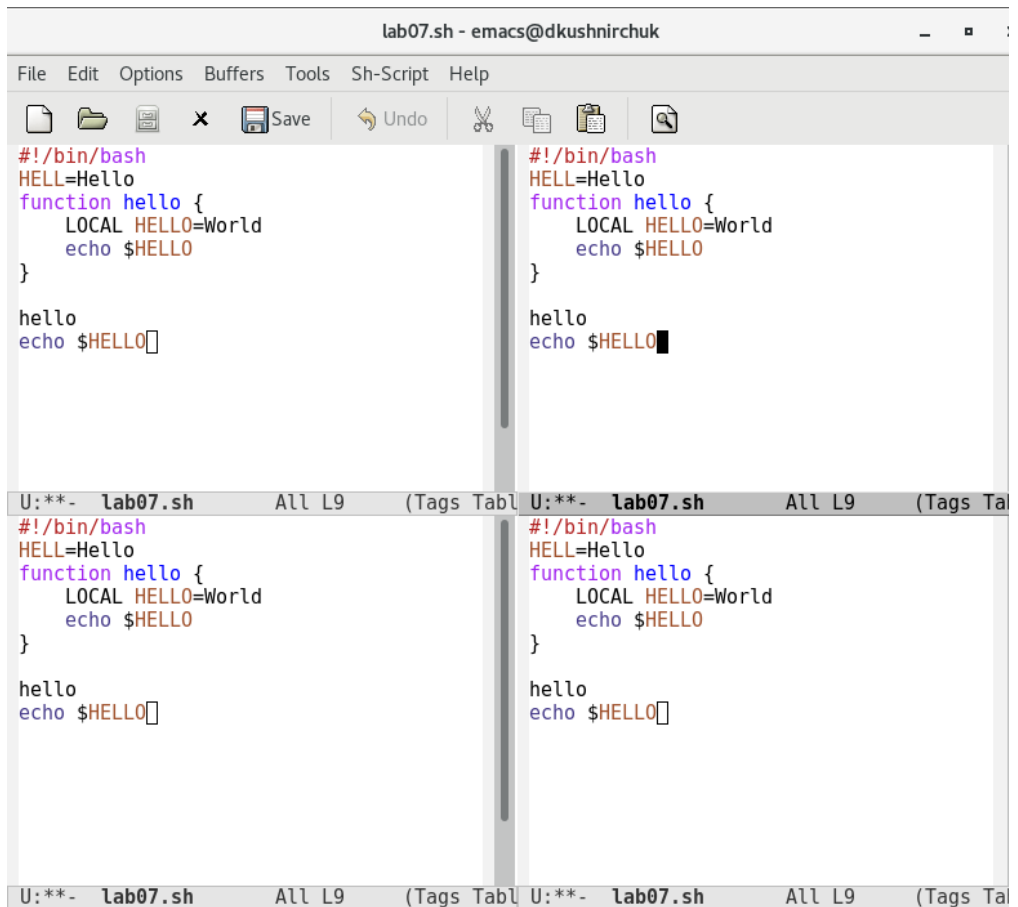 lab07.sh - emacs@dkushnirchuk
File Edit Options Buffers Tools Sh-Script Help
Save Undo
#!/bin/bash
HELL=Hello
function hello {
    LOCAL HELLO=World
    echo $HELLO
}
hello
echo $HELLO
U:**- lab07.sh All L9 (Tags Tabl
#!/bin/bash
HELL=Hello
function hello {
    LOCAL HELLO=World
    echo $HELLO
}
hello
echo $HELLO
U:**- lab07.sh All L9 (Tags Tab
#!/bin/bash
HELL=Hello
function hello {
    LOCAL HELLO=World
    echo $HELLO
}
hello
echo $HELLO
U:**- lab07.sh All L9 (Tags Tabl
#!/bin/bash
HELL=Hello
function hello {
    LOCAL HELLO=World
    echo $HELLO
}
hello
echo $HELLO
U:**- lab07.sh All L9 (Tags Tab